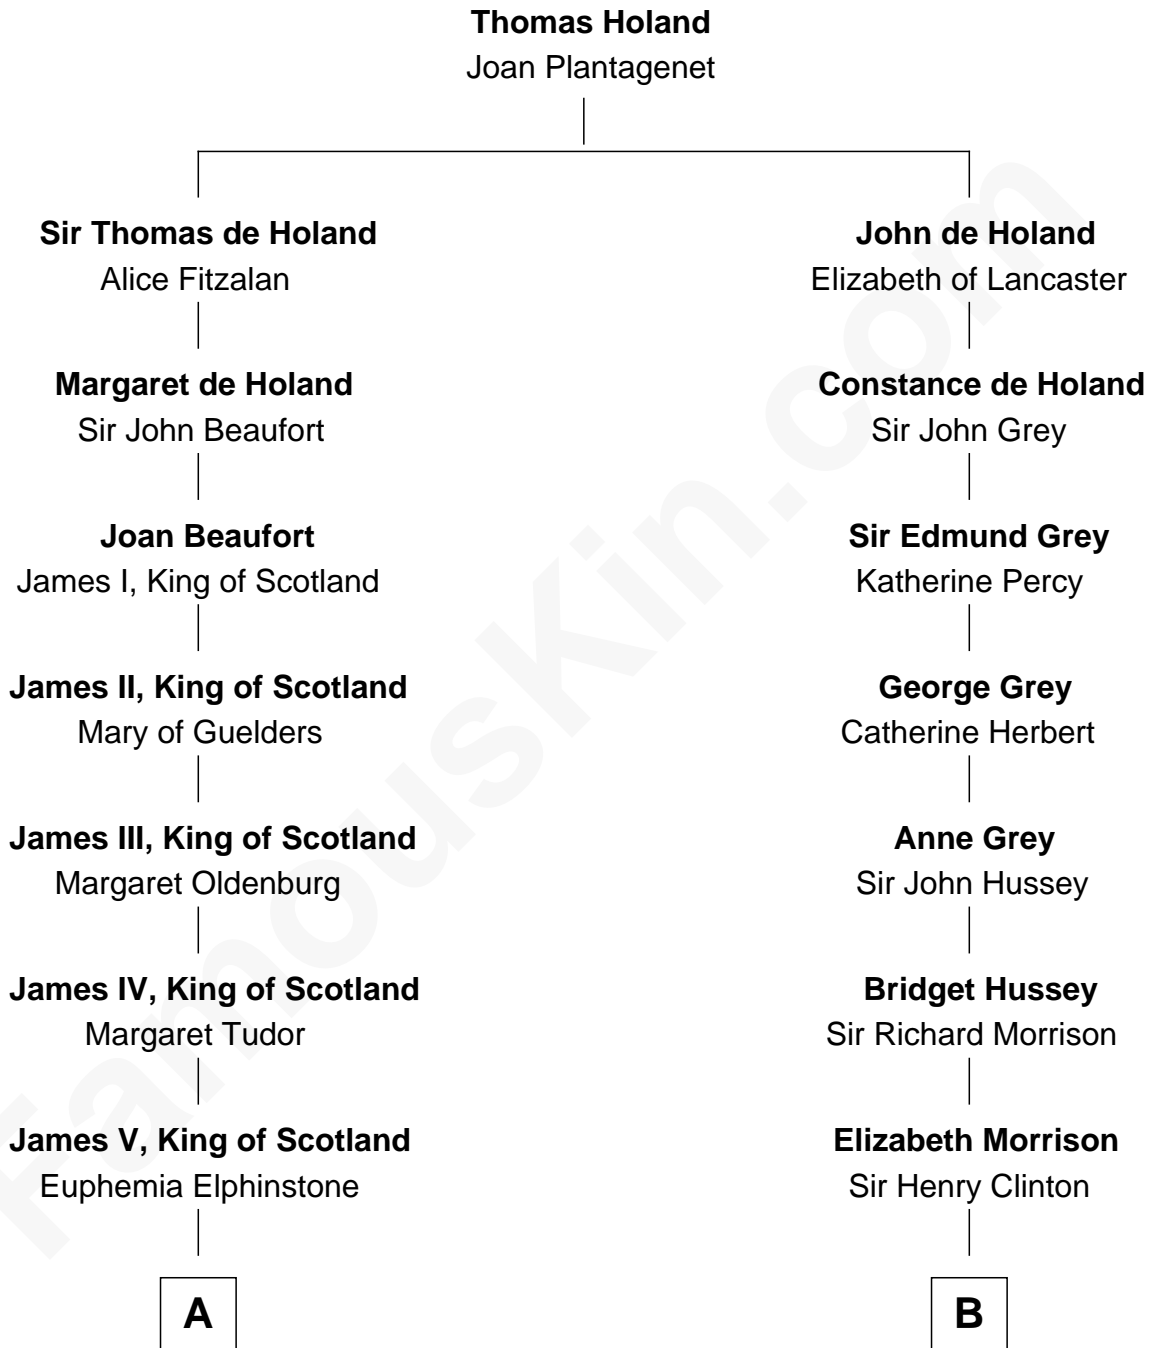 Thomas Holand
Joan Plantagenet
Sir Thomas de Holand
Alice Fitzalan
Margaret de Holand
Sir John Beaufort
Joan Beaufort
James I, King of Scotland
James II, King of Scotland
Mary of Guelders
James III, King of Scotland
Margaret Oldenburg
James IV, King of Scotland
Margaret Tudor
James V, King of Scotland
Euphemia Elphinstone
A
John de Holand
Elizabeth of Lancaster
Constance de Holand
Sir John Grey
Sir Edmund Grey
Katherine Percy
George Grey
Catherine Herbert
Anne Grey
Sir John Hussey
Bridget Hussey
Sir Richard Morrison
Elizabeth Morrison
Sir Henry Clinton
B
FamousKin.com